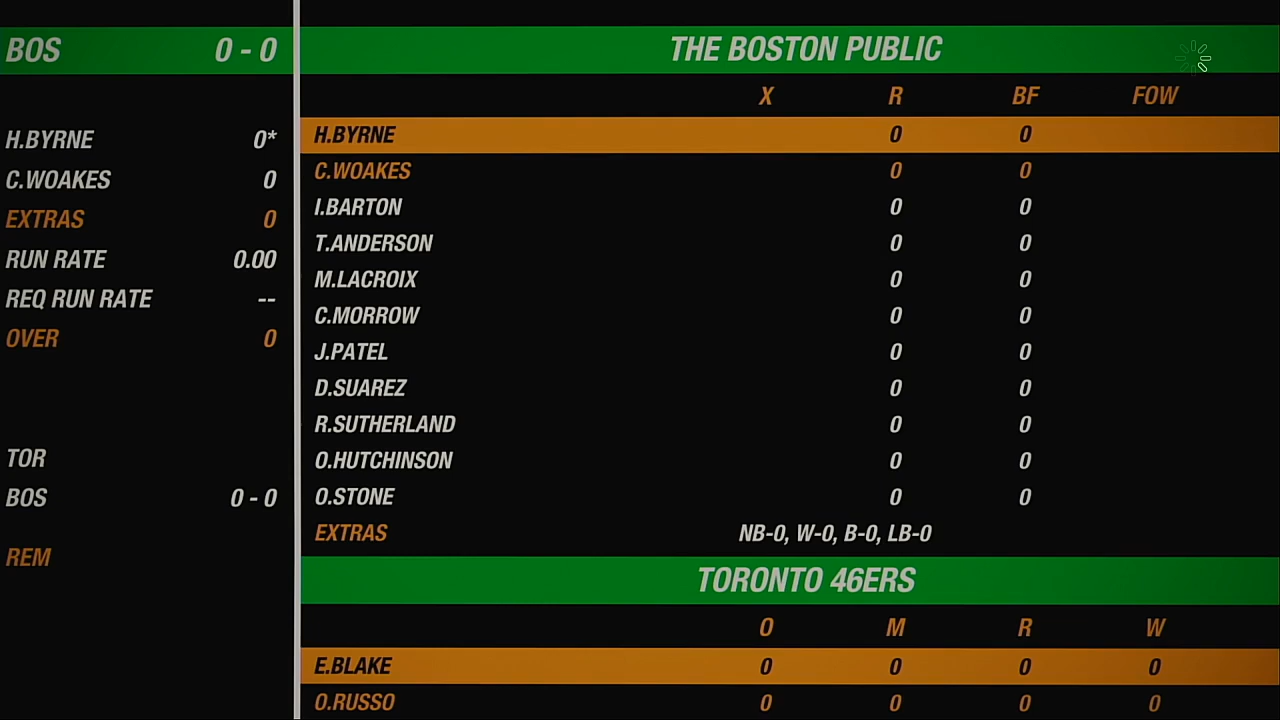 BOS 0 - 0
H.BYRNE 0*
C.WOAKES 0
EXTRAS 0
RUN RATE 0.00
REQ RUN RATE --
OVER 0
TOR
BOS 0 - 0
REM
THE BOSTON PUBLIC
X R BF FOW
H.BYRNE 0 0
C.WOAKES 0 0
I.BARTON 0 0
T.ANDERSON 0 0
M.LACROIX 0 0
C.MORROW 0 0
J.PATEL 0 0
D.SUAREZ 0 0
R.SUTHERLAND 0 0
O.HUTCHINSON 0 0
O.STONE 0 0
EXTRAS NB-0, W-0, B-0, LB-0
TORONTO 46ERS
O M R W
E.BLAKE 0 0 0 0
O.RUSSO 0 0 0 0